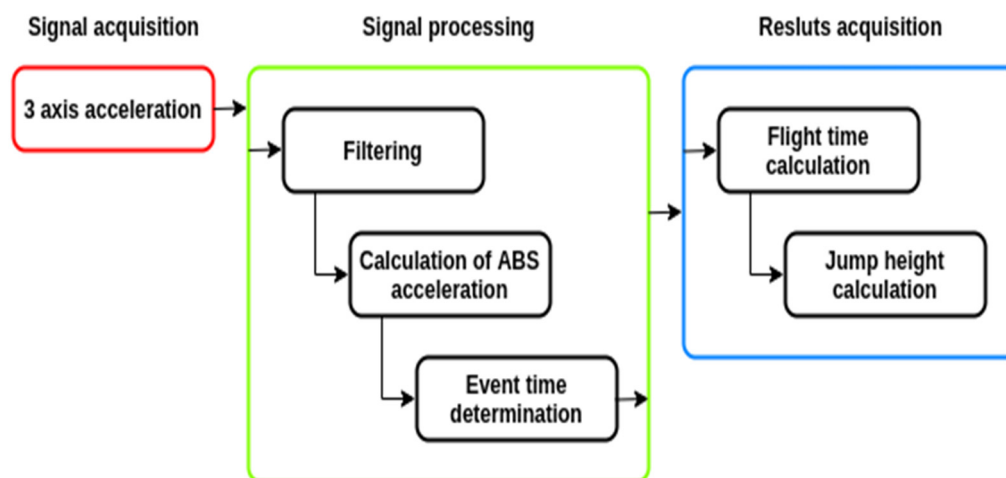 Signal acquisition
Signal processing
Resluts acquisition
3 axis acceleration
Filtering
Calculation of ABS
acceleration
Event time
determination
Flight time
calculation
Jump height
calculation